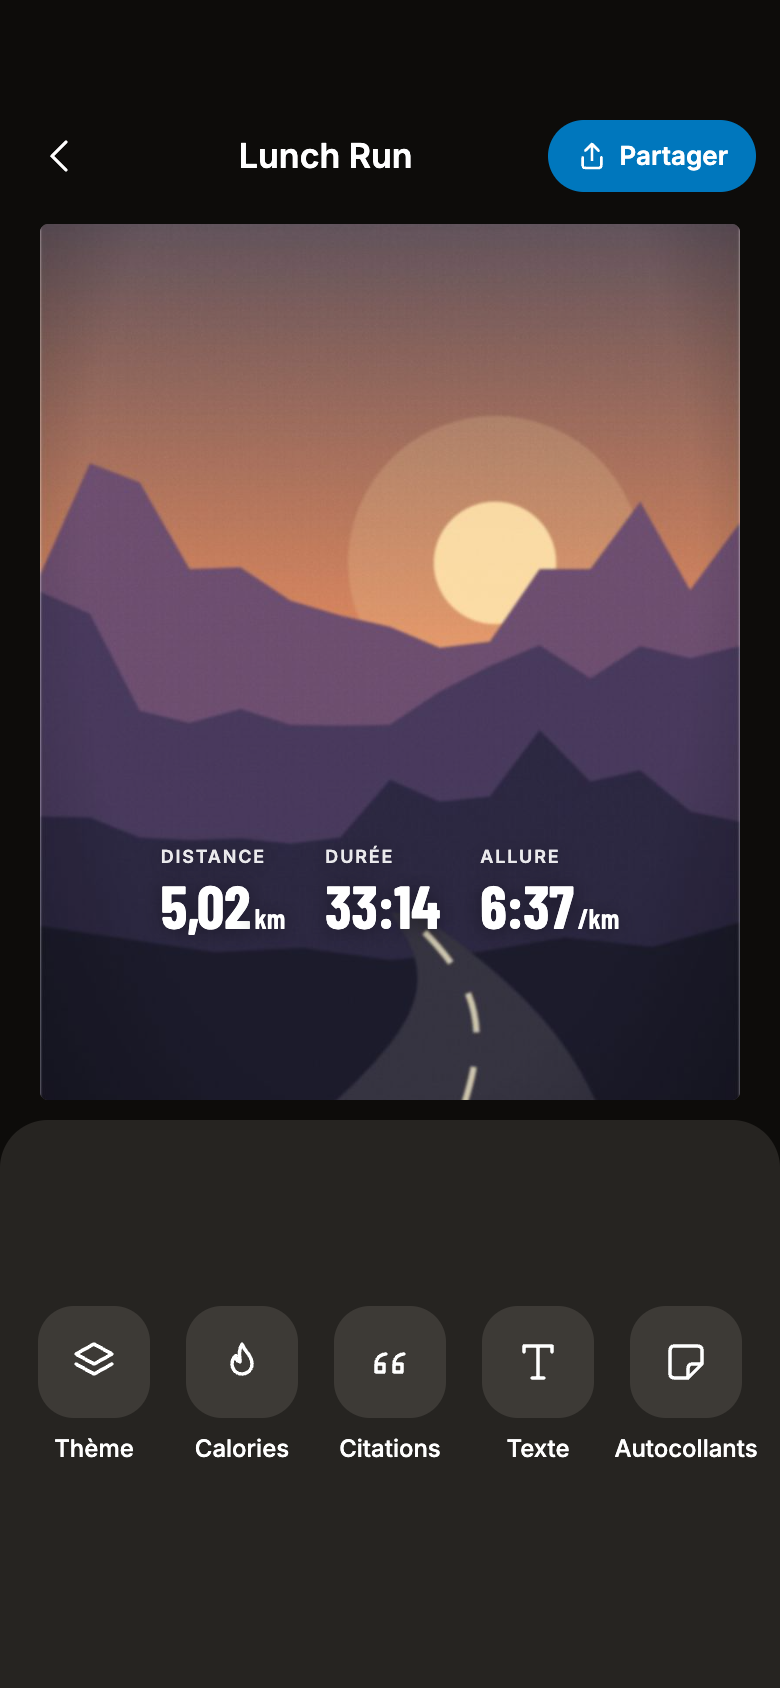 Lunch Run
Partager
DISTANCE DURÉE ALLURE
5,02 km 33:14 6:37 /km
Thème Calories Citations Texte Autocollants